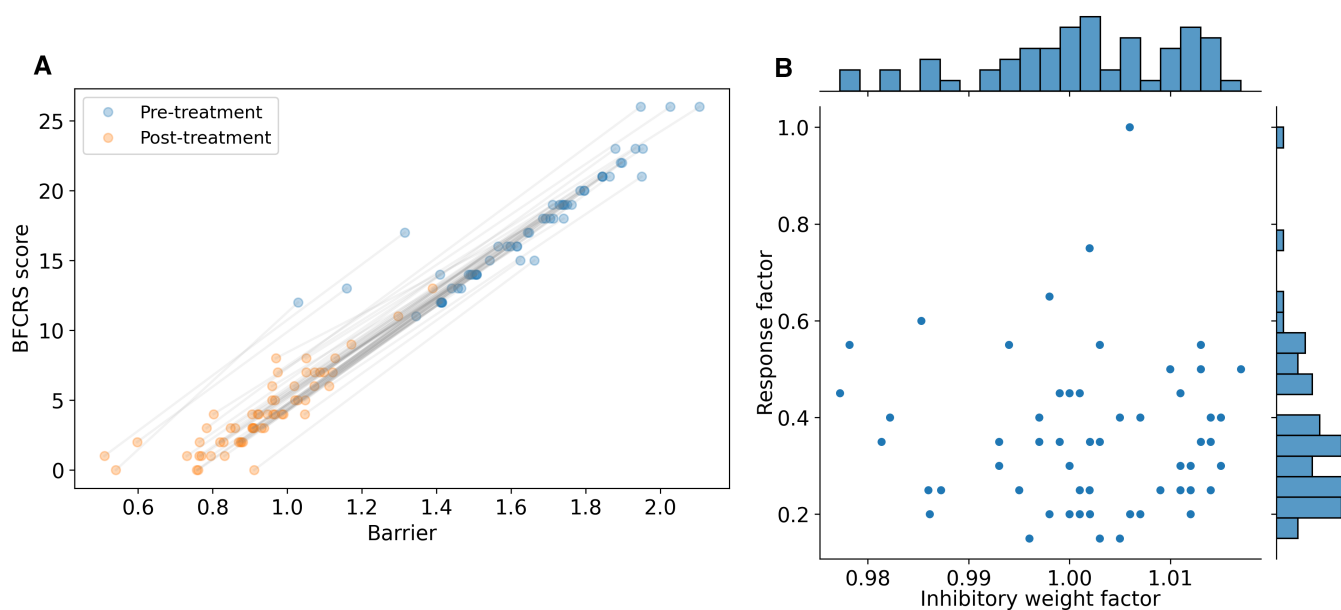 A
BFCRS score
25
20
15
10
5
0
Pre-treatment
Post-treatment
0.6 0.8 1.0 1.2 1.4 1.6 1.8 2.0
Barrier
B
Response factor
1.0
0.8
0.6
0.4
0.2
0.98 0.99 1.00 1.01
Inhibitory weight factor